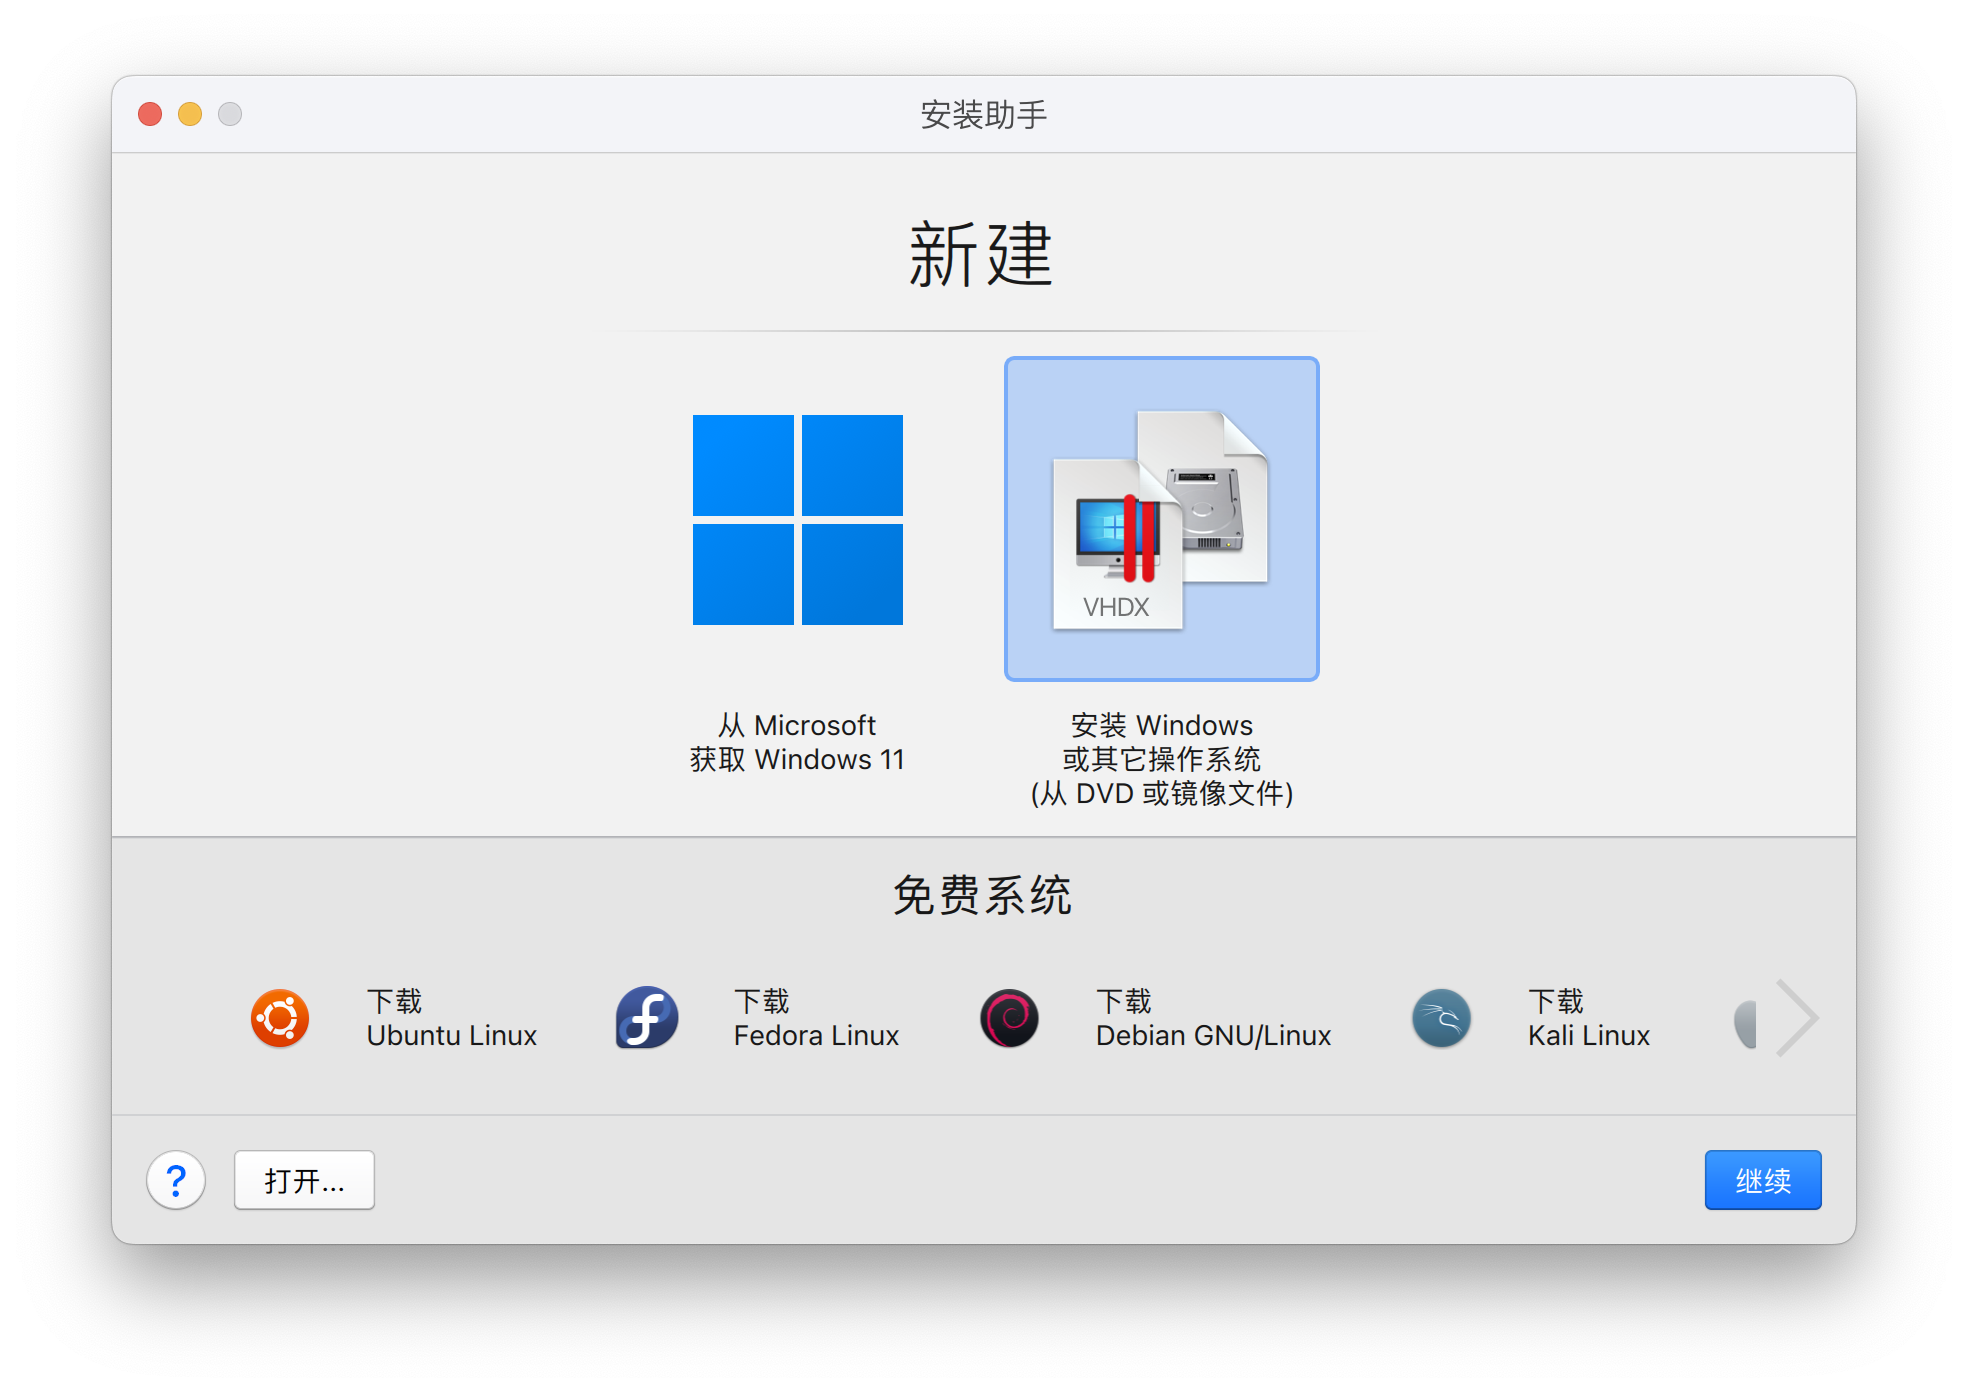 安装助手
新建
VHDX
从 Microsoft
获取 Windows 11
安装 Windows
或其它操作系统
(从 DVD 或镜像文件)
免费系统
下载
Ubuntu Linux
下载
Fedora Linux
下载
Debian GNU/Linux
下载
Kali Linux
?
打开...
继续